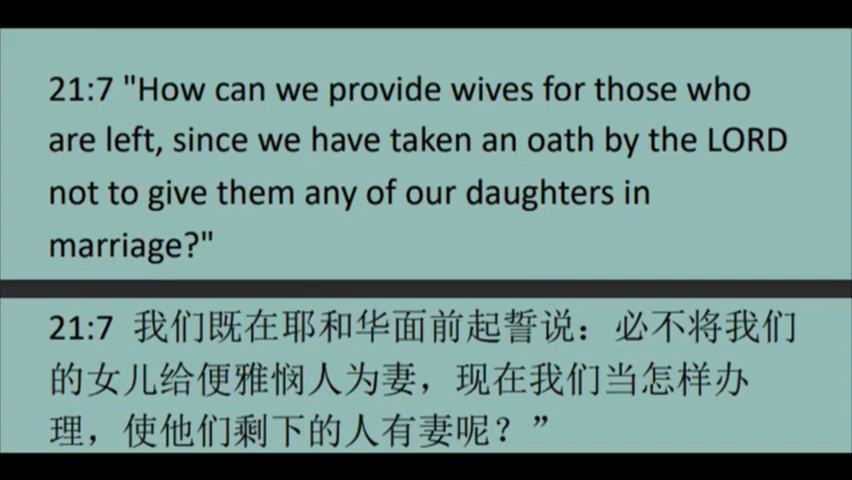 21:7 "How can we provide wives for those who
are left, since we have taken an oath by the LORD
not to give them any of our daughters in
marriage?"
21:7 我们既在耶和华面前起誓说：必不将我们
的女儿给便雅悯人为妻，现在我们当怎样办
理，使他们剩下的人有妻呢？”